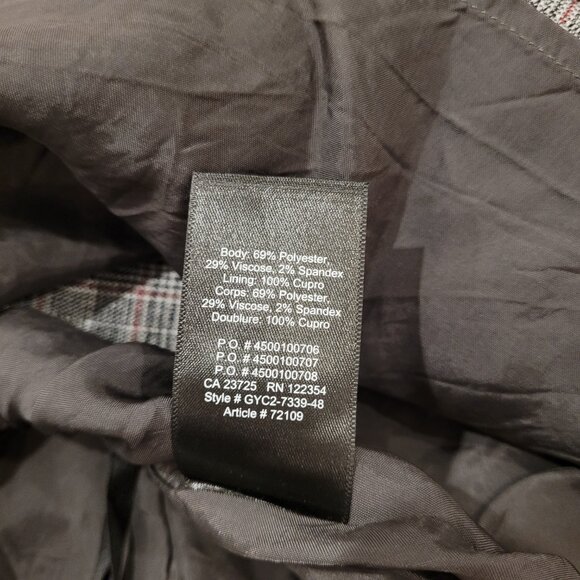 Body: 69% Polyester,
29% Viscose, 2% Spandex
Lining: 100% Cupro
Corps: 69% Polyester,
29% Viscose, 2% Spandex
Doublure: 100% Cupro
P.O. # 4500100706
P.O. # 4500100707
P.O. # 4500100708
CA 23725 RN 122354
Style # GYC2-7339-48
Article # 72109